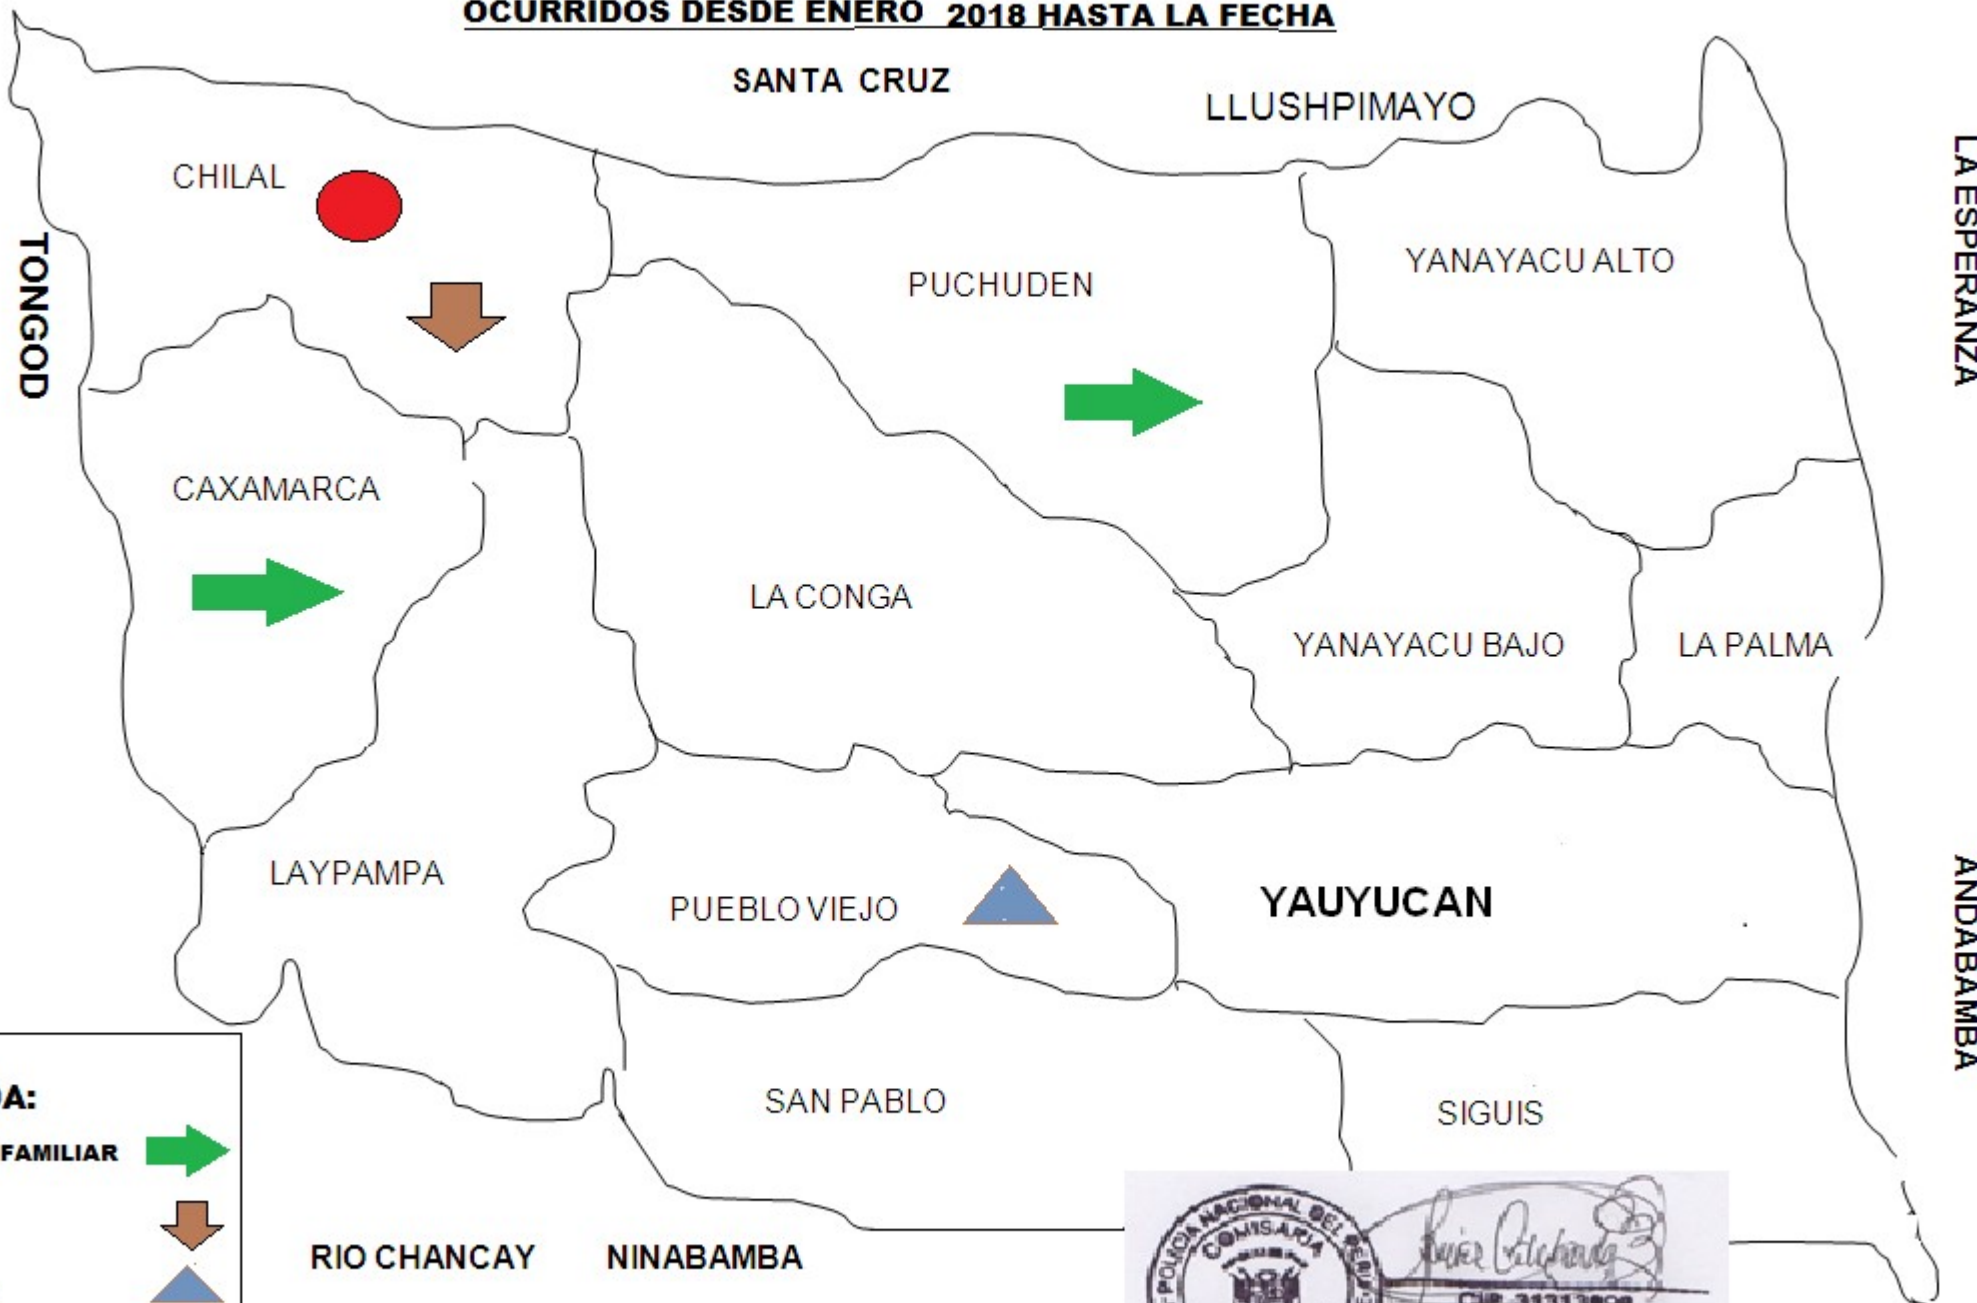 OCURRIDOS DESDE ENERO 2018 HASTA LA FECHA
SANTA CRUZ
LLUSHPIMAYO
LA ESPERANZA
CHILAL
TONGOD
PUCHUDEN
YANAYACU ALTO
CAXAMARCA
LA CONGA
YANAYACU BAJO
LA PALMA
LAYPAMPA
PUEBLO VIEJO
YAUYUCAN
ANDABAMBA
DA:
FAMILIAR
SAN PABLO
SIGUIS
RIO CHANCAY
NINABAMBA
POLICIA NACIONAL DEL PERU
COMISARIA